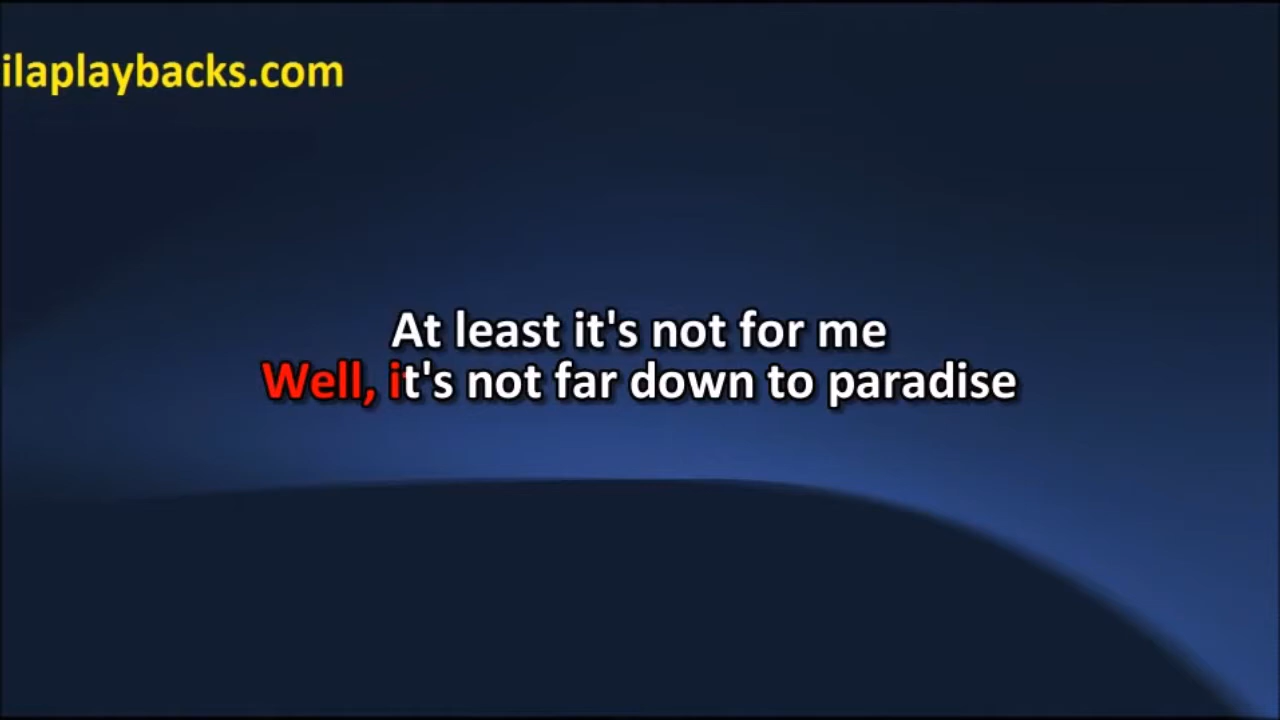 ilaplaybacks.com
At least it's not for me
Well, it's not far down to paradise